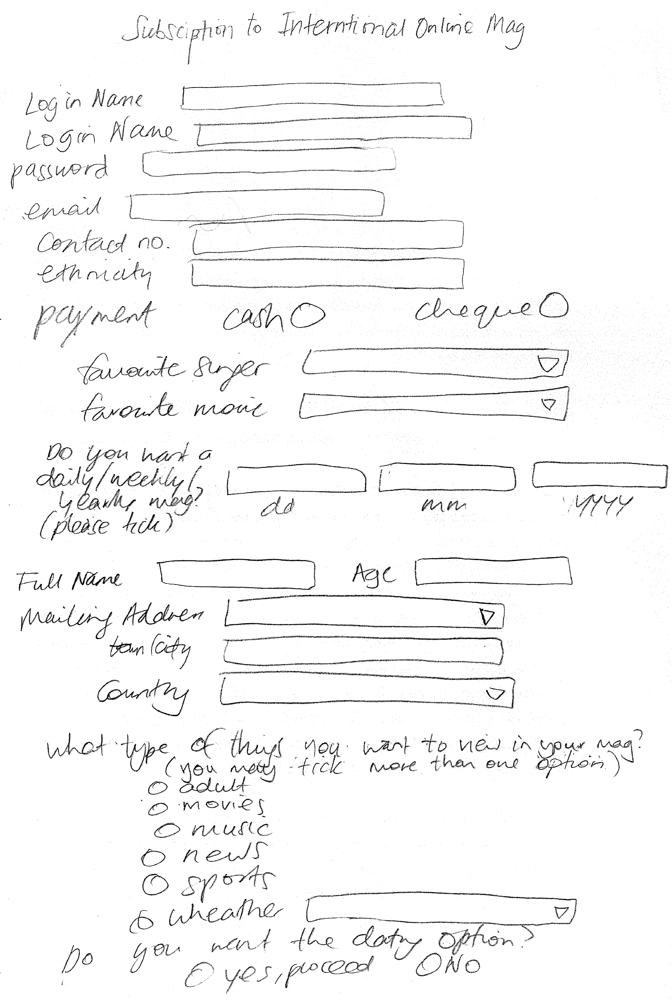 Subsciption to Interntional Online Mag
Login Name
Login Name
password
email
Contact no.
ethnicity
payment cash cheque
favourite singer
favourite movie
Do you want a
daily/weekly/
yearly mag?
(please tick)
dd mm YYYY
Full Name Age
Mailing Address
town/city
Country
what type of things you want to view in your mag?
(you may tick more than one option)
adult
movies
music
news
sports
wheather
Do you want the dating option?
yes, proceed NO